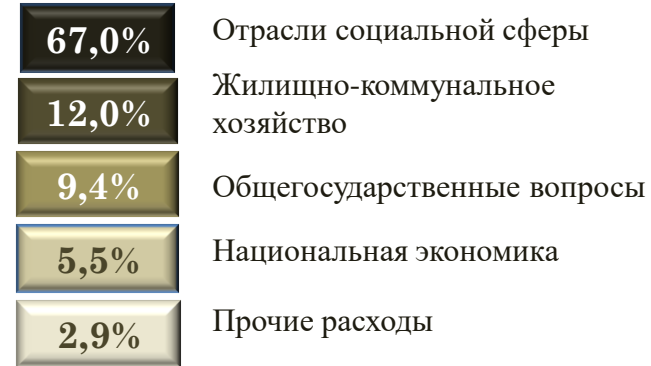 67,0% Отрасли социальной сферы
12,0% Жилищно-коммунальное
хозяйство
9,4% Общегосударственные вопросы
5,5% Национальная экономика
2,9% Прочие расходы